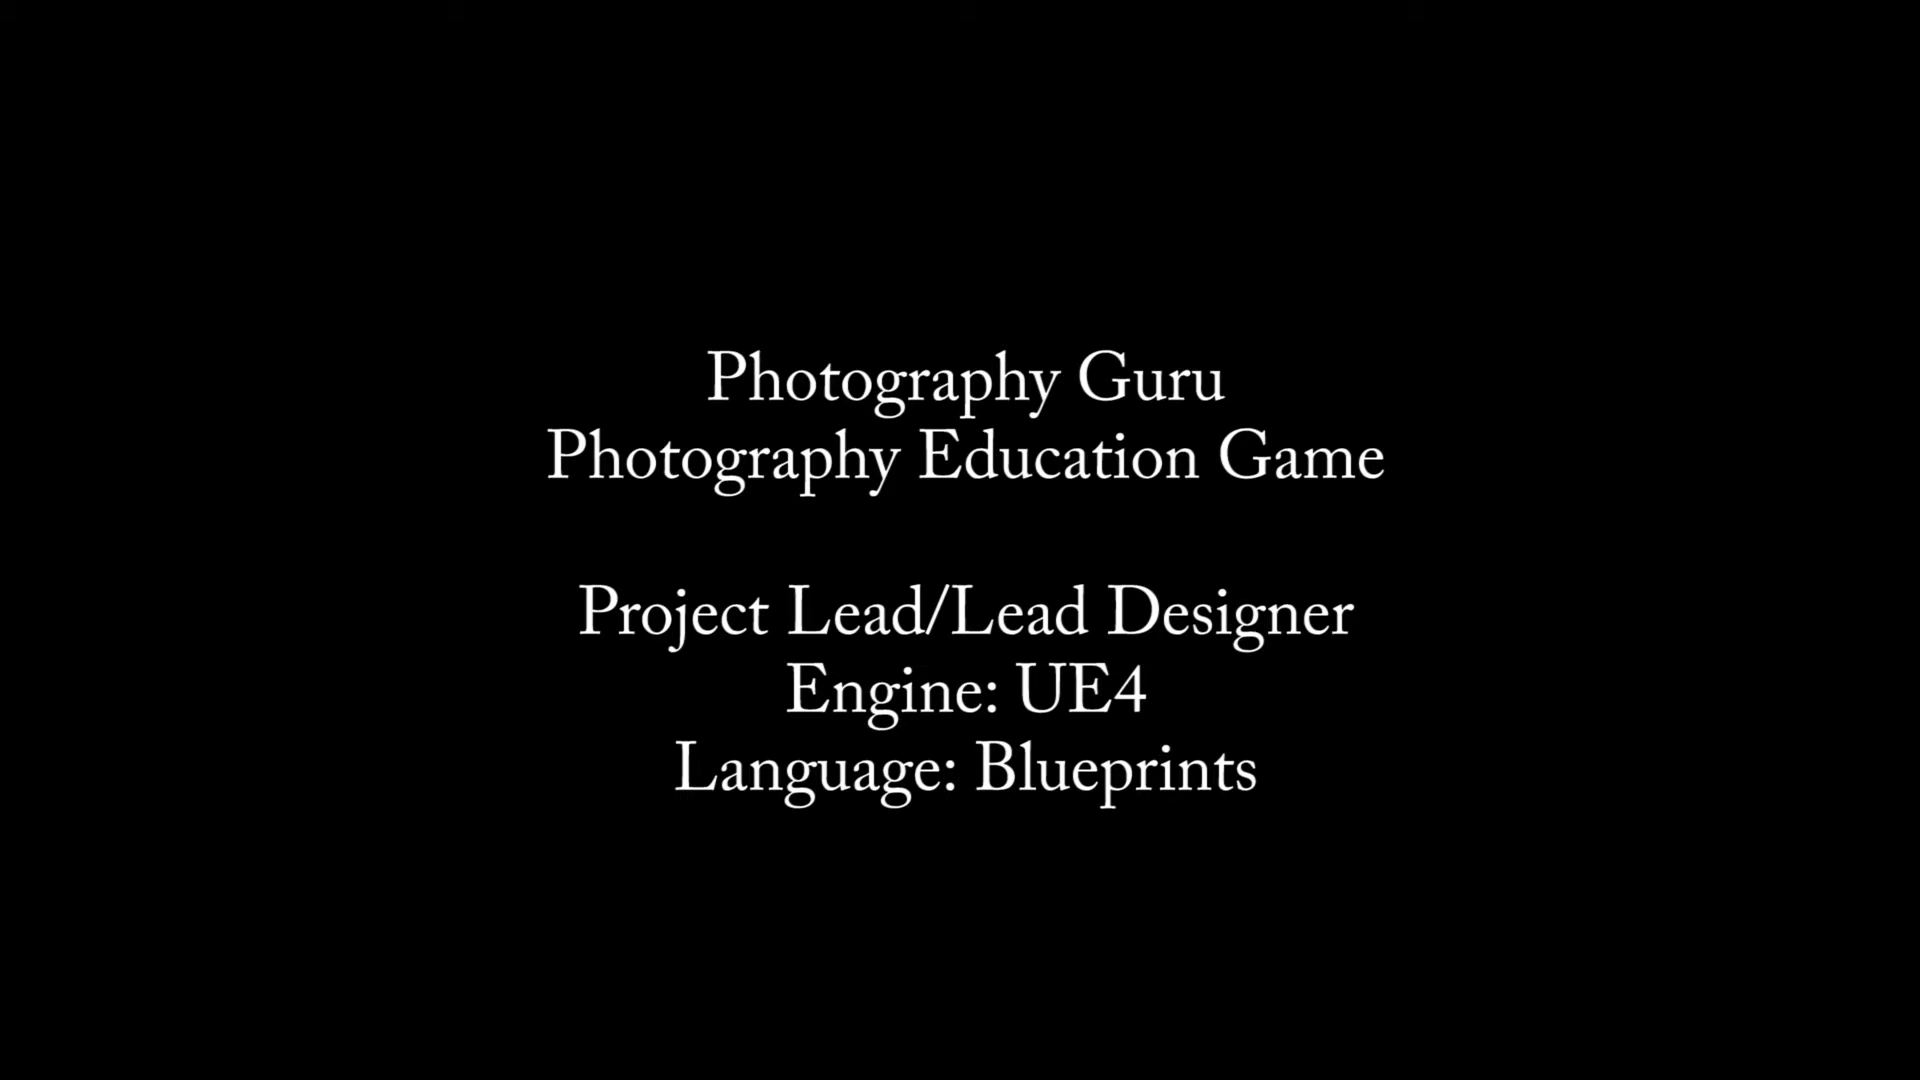 Photography Guru
Photography Education Game
Project Lead/Lead Designer
Engine: UE4
Language: Blueprints